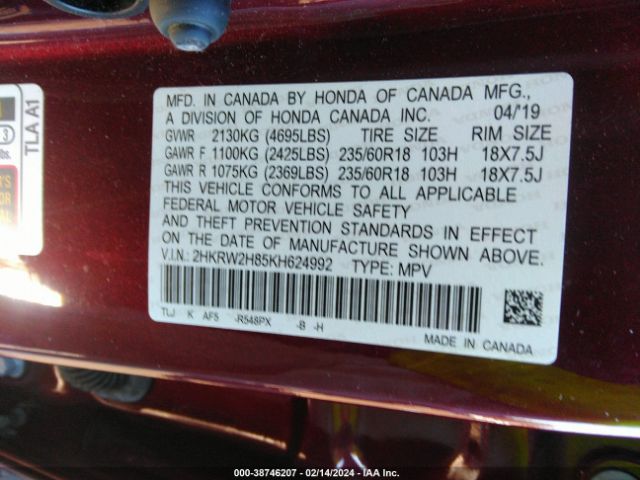 MFD. IN CANADA BY HONDA OF CANADA MFG.,
A DIVISION OF HONDA CANADA INC. 04/19
GVWR 2130KG (4695LBS) TIRE SIZE RIM SIZE
GAWR F 1100KG (2425LBS) 235/60R18 103H 18X7.5J
GAWR R 1075KG (2369LBS) 235/60R18 103H 18X7.5J
THIS VEHICLE CONFORMS TO ALL APPLICABLE
FEDERAL MOTOR VEHICLE SAFETY
AND THEFT PREVENTION STANDARDS IN EFFECT
ON THE DATE OF MANUFACTURE SHOWN ABOVE.
V.I.N.: 2HKRW2H85KH624992 TYPE: MPV
TLJ K AF5 -R548PX -B -H
MADE IN CANADA
TLA A1
3
lbs.
000-38746207 - 02/14/2024 - IAA Inc.